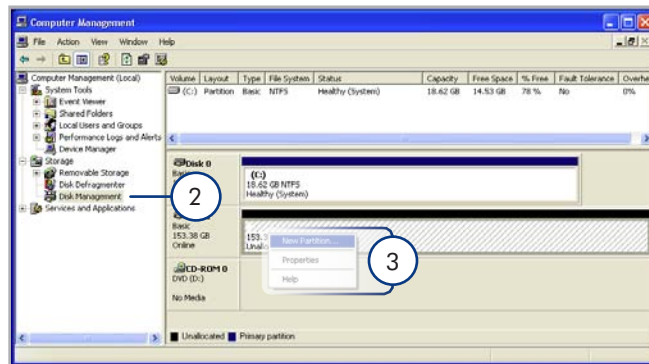 Computer Management
File Action View Window Help
Computer Management (Local)
System Tools
Event Viewer
Shared Folders
Local Users and Groups
Performance Logs and Alerts
Device Manager
Storage
Removable Storage
Disk Defragmenter
Disk Management
Services and Applications
Volume Layout Type File System Status Capacity Free Space % Free Fault Tolerance Overhe
(C:) Partition Basic NTFS Healthy (System) 18.62 GB 14.53 GB 78 % No 0%
Disk 0
(C:)
18.62 GB NTFS
Healthy (System)
2
Basic
153.38 GB
Online
153.
Unall
New Partition...
Properties
Help
3
CD-ROM 0
DVD (D:)
No Media
Unallocated Primary partition